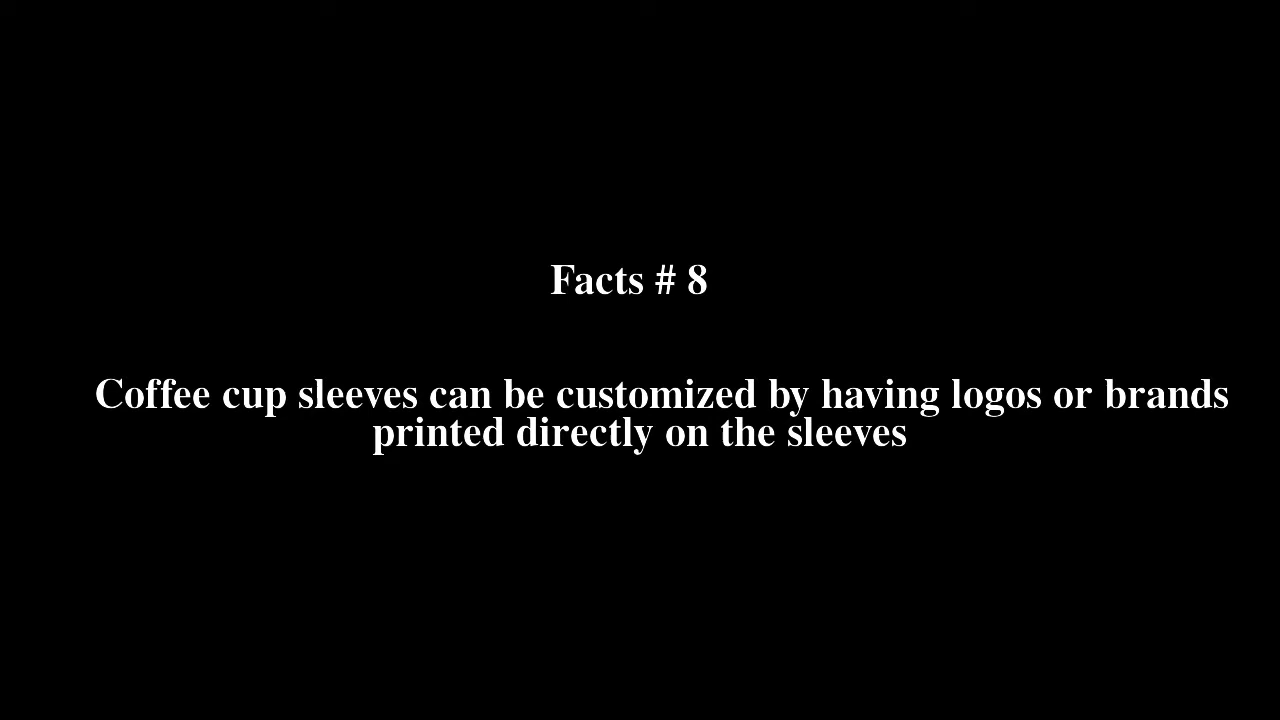 Facts # 8
Coffee cup sleeves can be customized by having logos or brands
printed directly on the sleeves